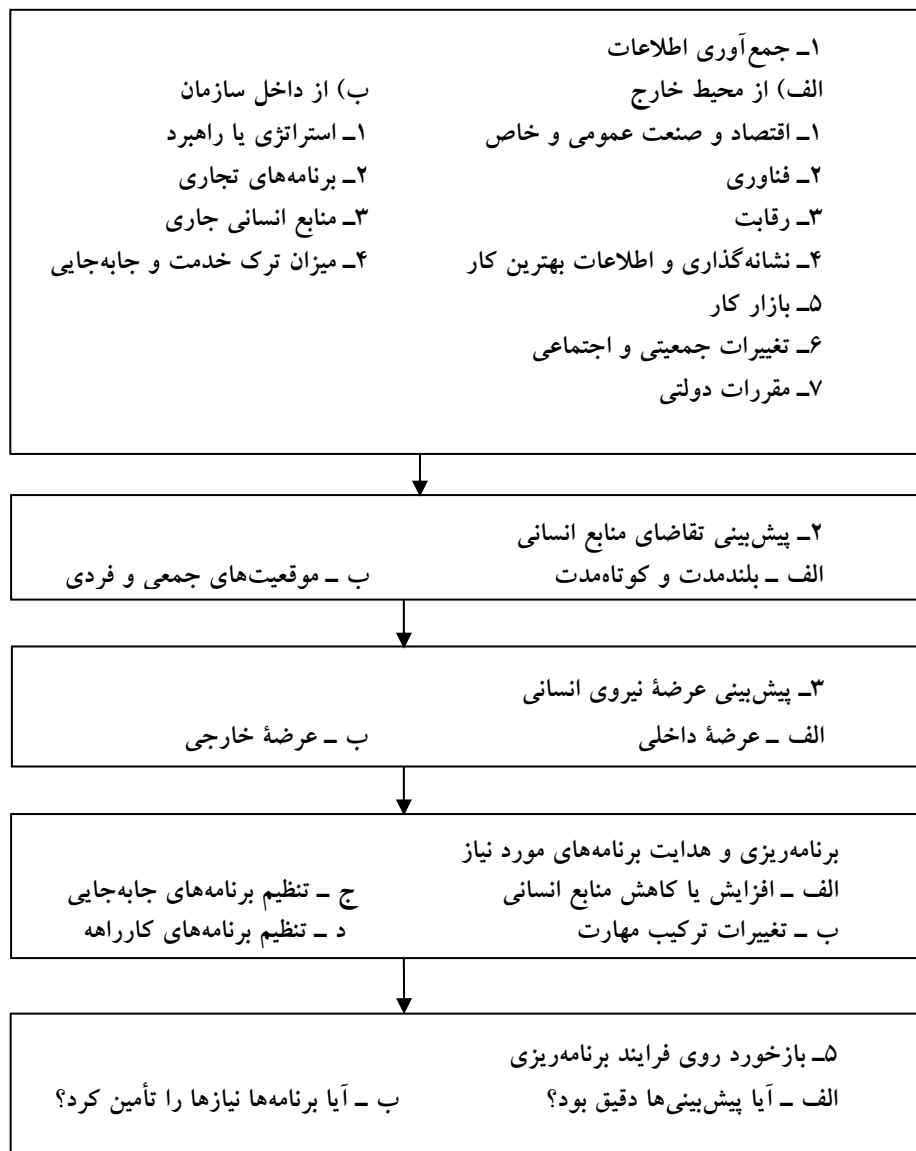 ۱ـ جمع‌آوری اطلاعات
الف) از محیط خارج ب) از داخل سازمان
۱ـ اقتصاد و صنعت عمومی و خاص ۱ـ استراتژی یا راهبرد
۲ـ فناوری ۲ـ برنامه‌های تجاری
۳ـ رقابت ۳ـ منابع انسانی جاری
۴ـ نشانه‌گذاری و اطلاعات بهترین کار ۴ـ میزان ترک خدمت و جابه‌جایی
۵ـ بازار کار
۶ـ تغییرات جمعیتی و اجتماعی
۷ـ مقررات دولتی
۲ـ پیش‌بینی تقاضای منابع انسانی
الف ـ بلندمدت و کوتاه‌مدت ب ـ موقعیت‌های جمعی و فردی
۳ـ پیش‌بینی عرضهٔ نیروی انسانی
الف ـ عرضهٔ داخلی ب ـ عرضهٔ خارجی
برنامه‌ریزی و هدایت برنامه‌های مورد نیاز
الف ـ افزایش یا کاهش منابع انسانی ج ـ تنظیم برنامه‌های جابه‌جایی
ب ـ تغییرات ترکیب مهارت د ـ تنظیم برنامه‌های کارراهه
۵ـ بازخورد روی فرایند برنامه‌ریزی
الف ـ آیا پیش‌بینی‌ها دقیق بود؟ ب ـ آیا برنامه‌ها نیازها را تأمین کرد؟